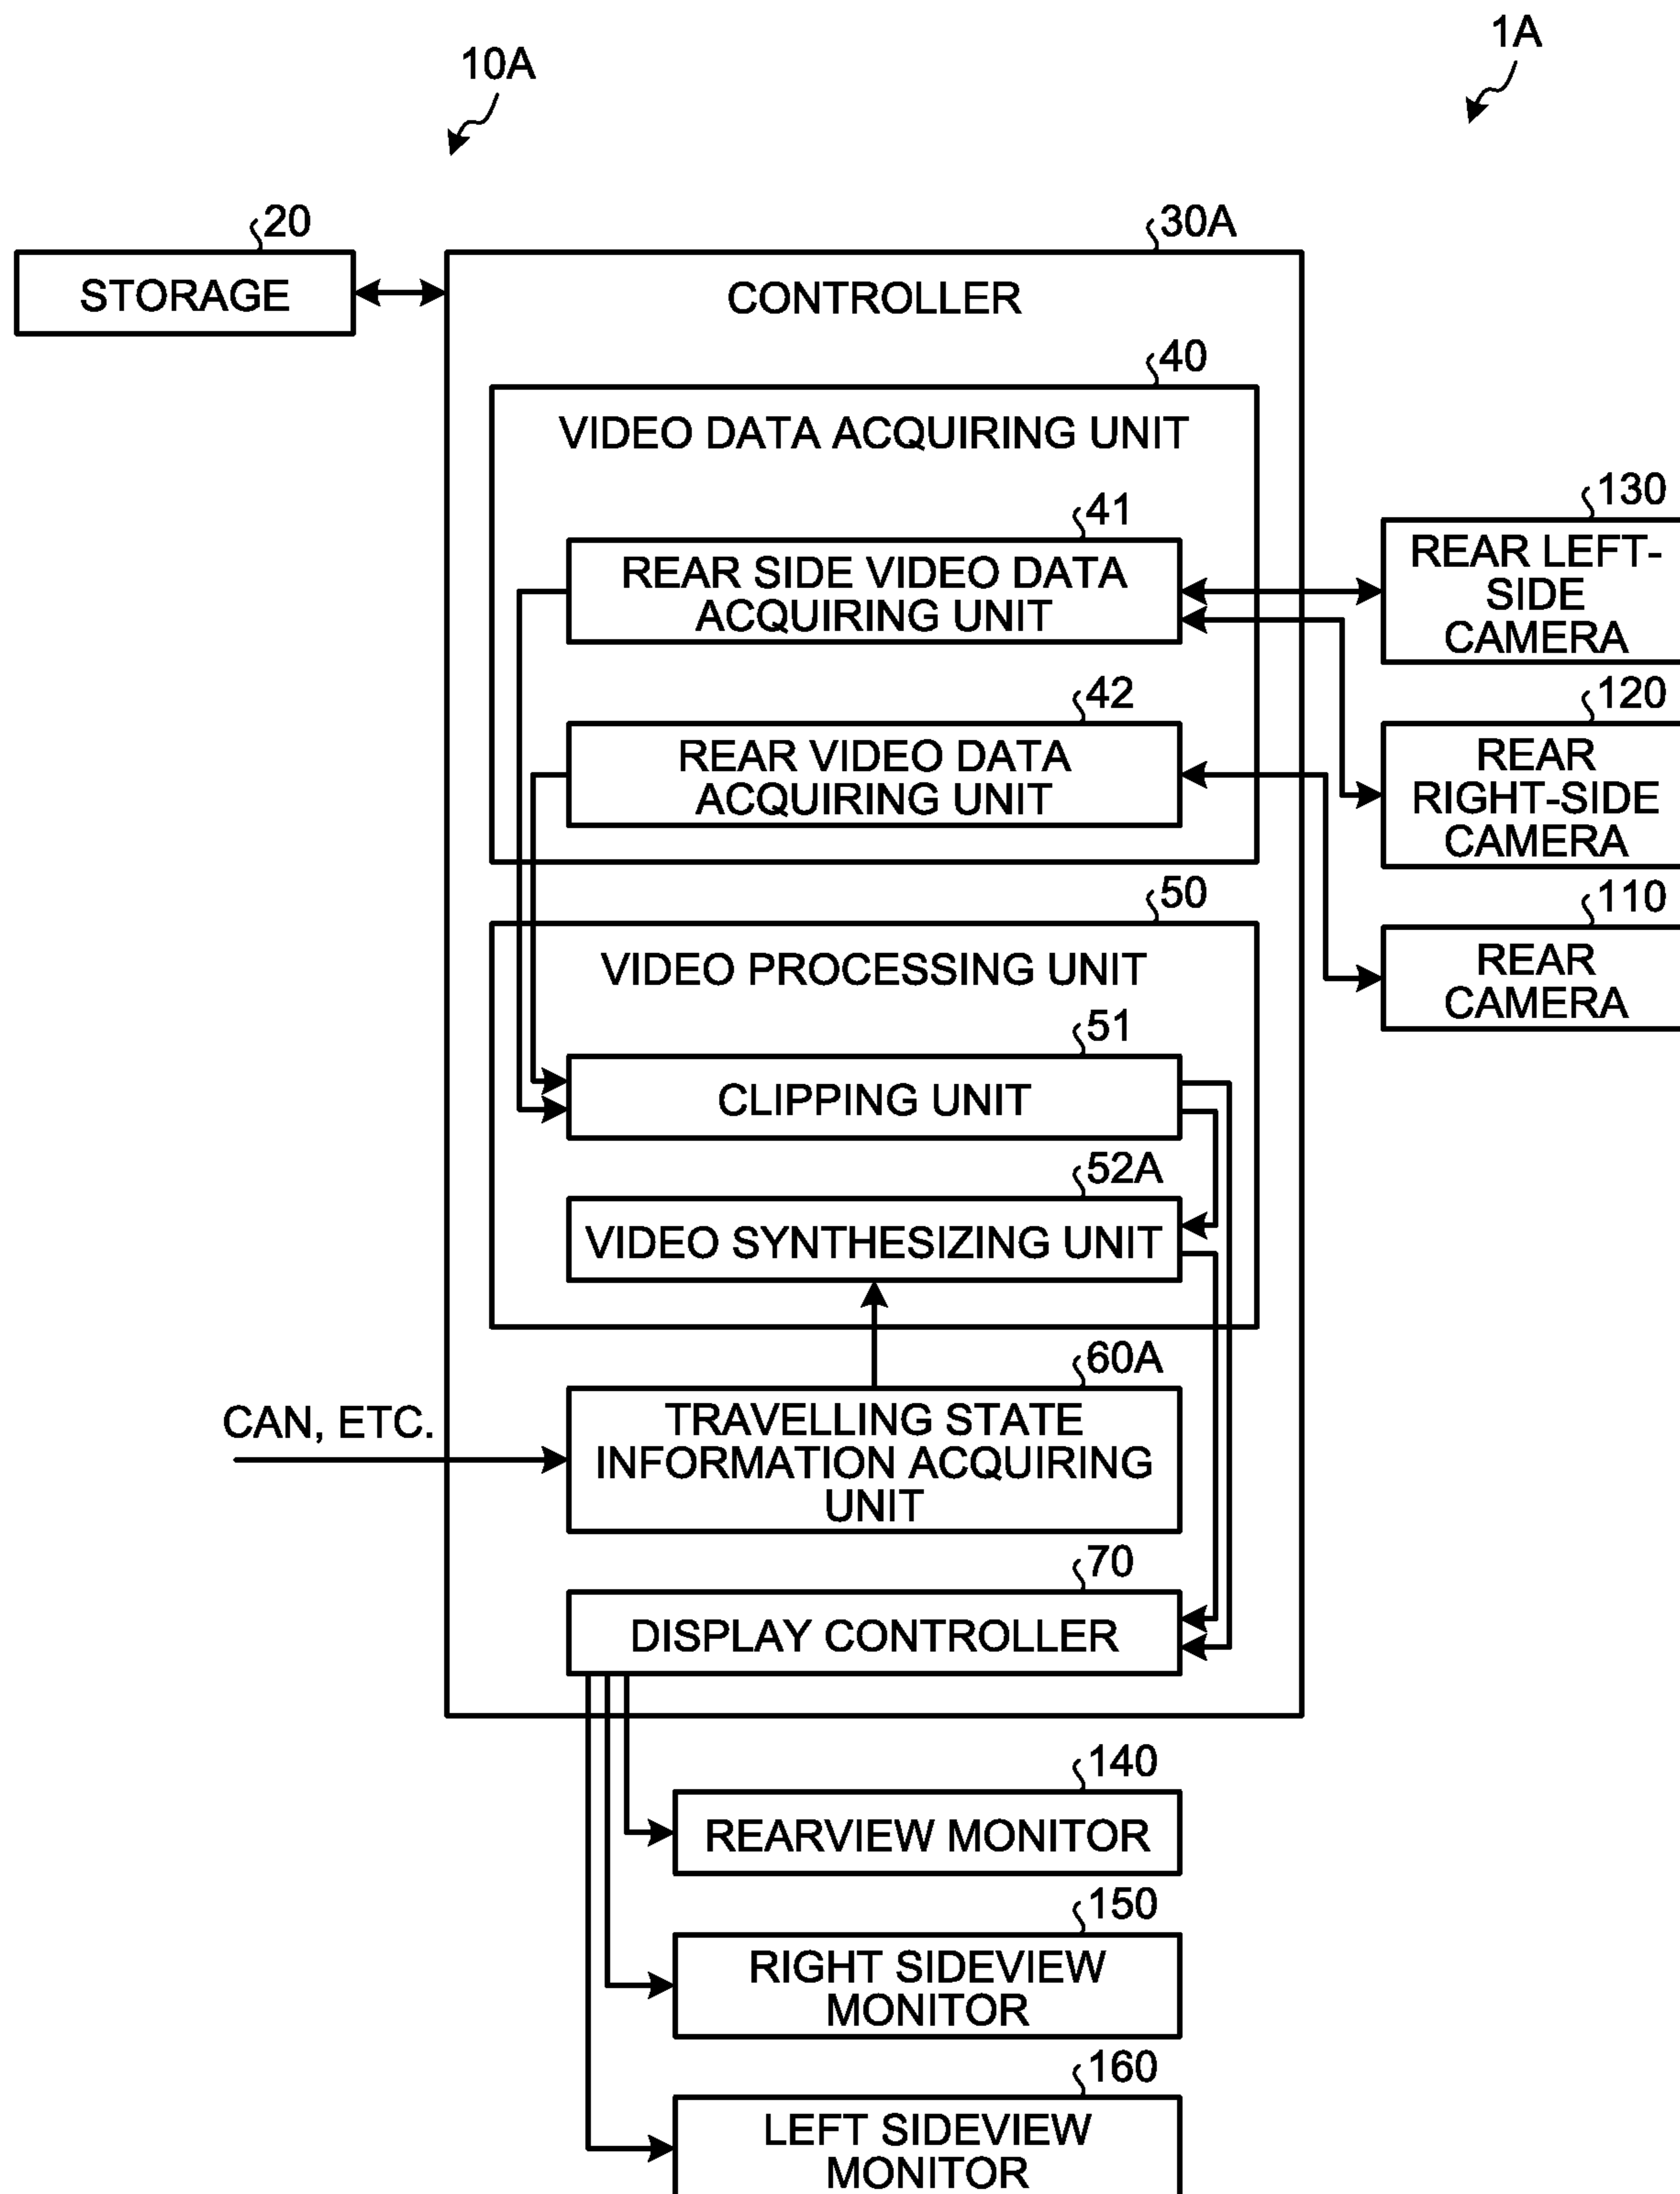 10A
1A
20
STORAGE
30A
CONTROLLER
40
VIDEO DATA ACQUIRING UNIT
41
REAR SIDE VIDEO DATA
ACQUIRING UNIT
42
REAR VIDEO DATA
ACQUIRING UNIT
130
REAR LEFT-
SIDE
CAMERA
120
REAR
RIGHT-SIDE
CAMERA
110
REAR
CAMERA
50
VIDEO PROCESSING UNIT
51
CLIPPING UNIT
52A
VIDEO SYNTHESIZING UNIT
60A
CAN, ETC.
TRAVELLING STATE
INFORMATION ACQUIRING
UNIT
70
DISPLAY CONTROLLER
140
REARVIEW MONITOR
150
RIGHT SIDEVIEW
MONITOR
160
LEFT SIDEVIEW
MONITOR